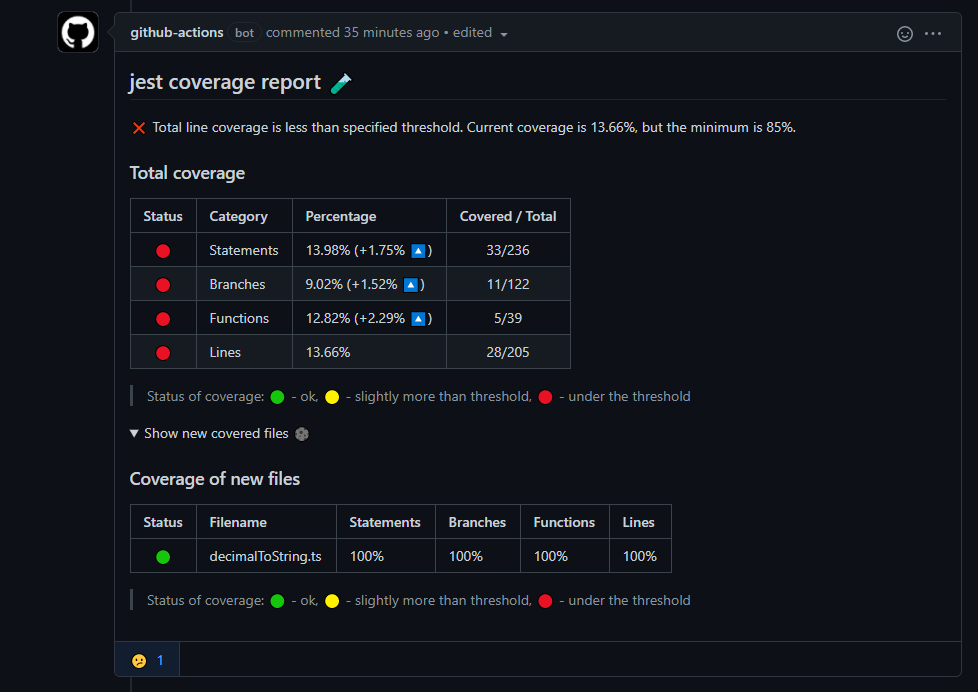 github-actions bot commented 35 minutes ago • edited
jest coverage report
Total line coverage is less than specified threshold. Current coverage is 13.66%, but the minimum is 85%.
Total coverage
Status Category Percentage Covered / Total
Statements 13.98% (+1.75% 🔼) 33/236
Branches 9.02% (+1.52% 🔼) 11/122
Functions 12.82% (+2.29% 🔼) 5/39
Lines 13.66% 28/205
Status of coverage: 🟢 - ok, 🟡 - slightly more than threshold, 🔴 - under the threshold
Show new covered files
Coverage of new files
Status Filename Statements Branches Functions Lines
decimalToString.ts 100% 100% 100% 100%
Status of coverage: 🟢 - ok, 🟡 - slightly more than threshold, 🔴 - under the threshold
1